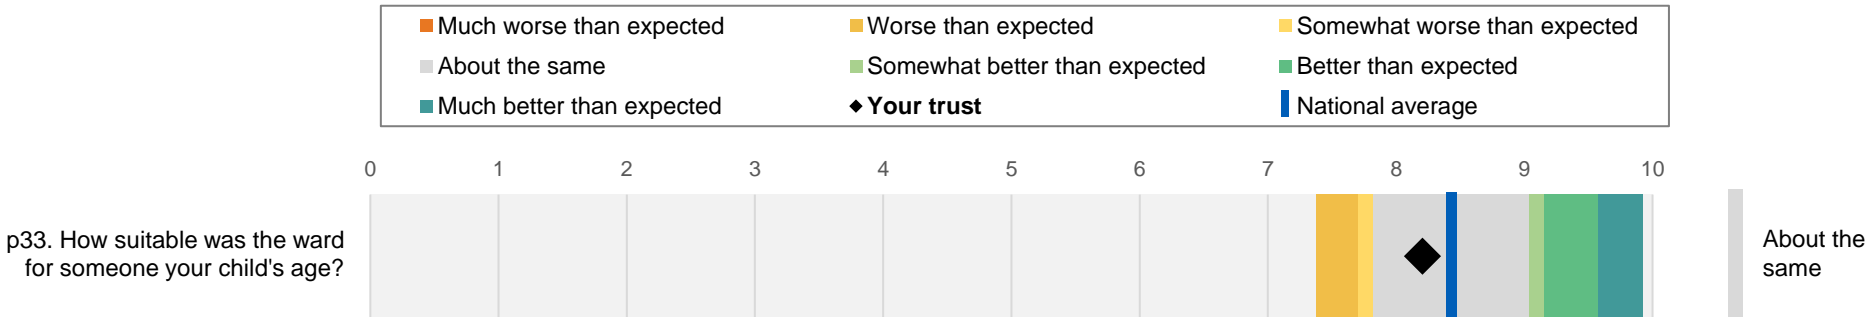 Much worse than expected
Worse than expected
Somewhat worse than expected
About the same
Somewhat better than expected
Better than expected
Much better than expected
Your trust
National average
0 1 2 3 4 5 6 7 8 9 10
p33. How suitable was the ward
for someone your child's age?
About the
same